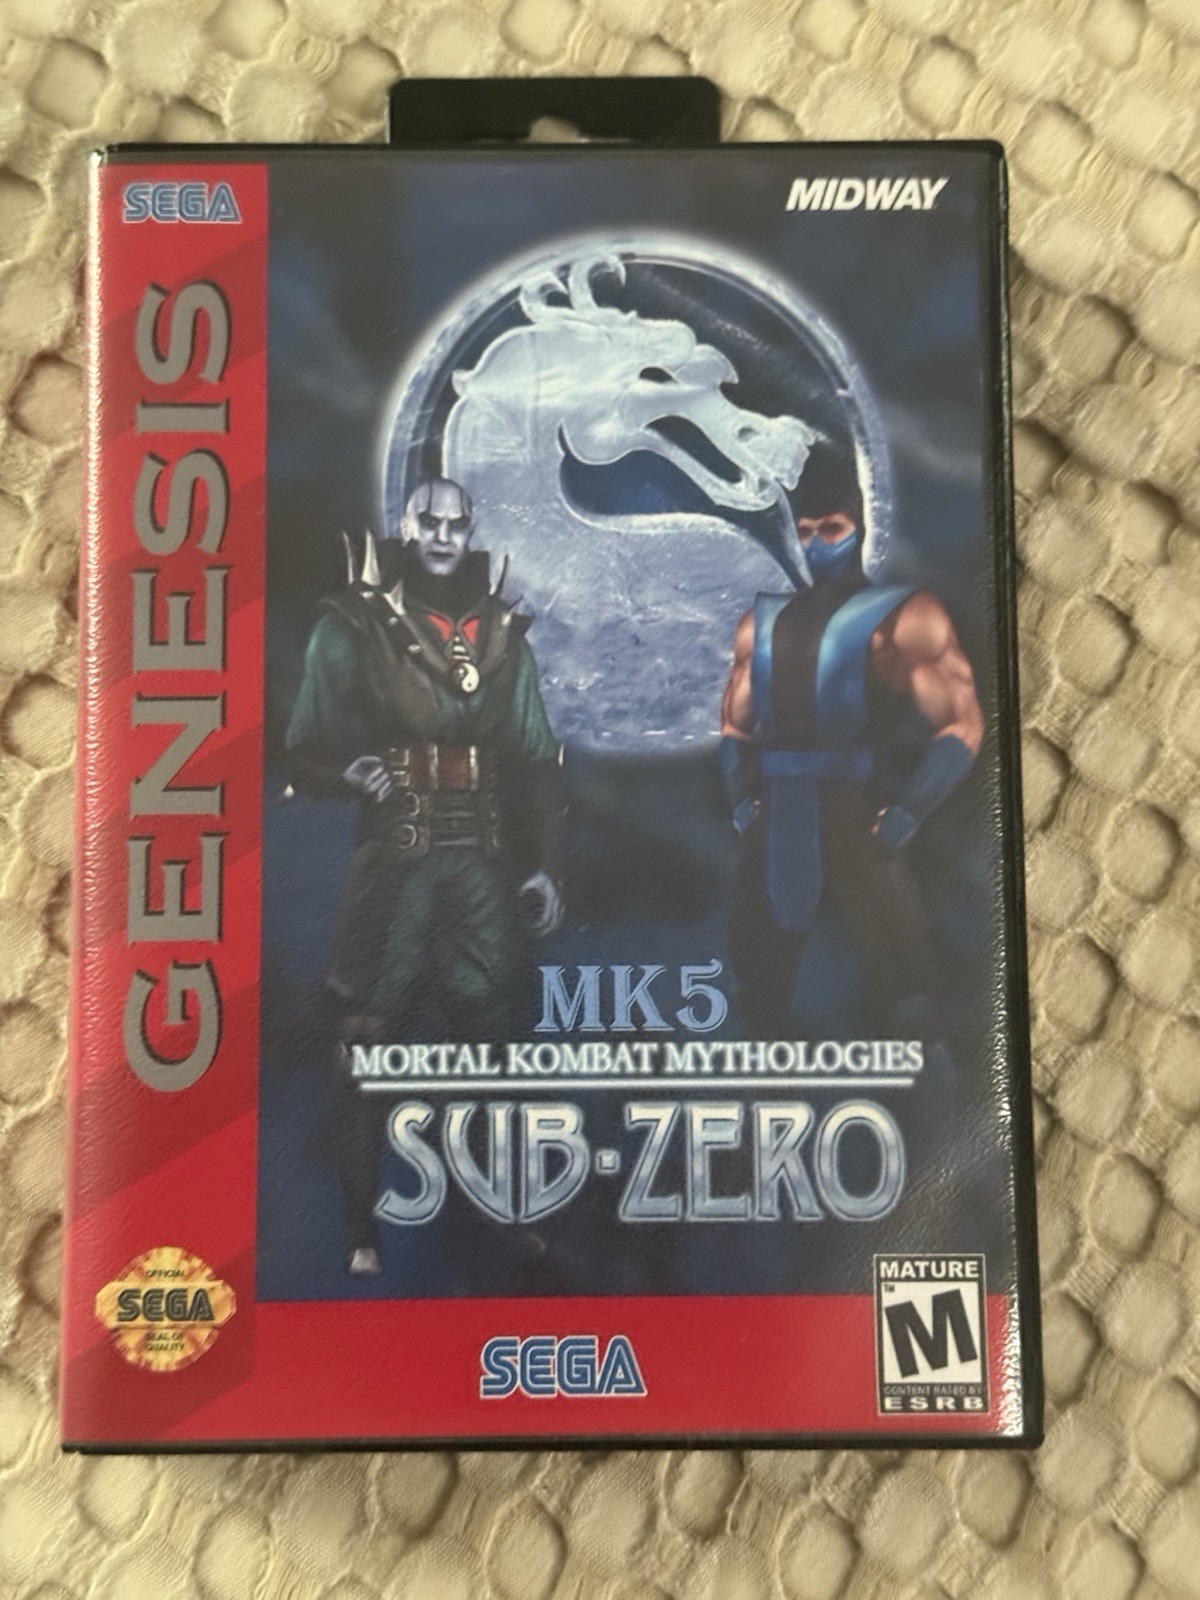 SEGA
MIDWAY
GENESIS
MK5
MORTAL KOMBAT MYTHOLOGIES
SUB-ZERO
OFFICIAL
SEGA
SEAL OF
QUALITY
SEGA
MATURE
TM
M
CONTENT RATED BY
ESRB